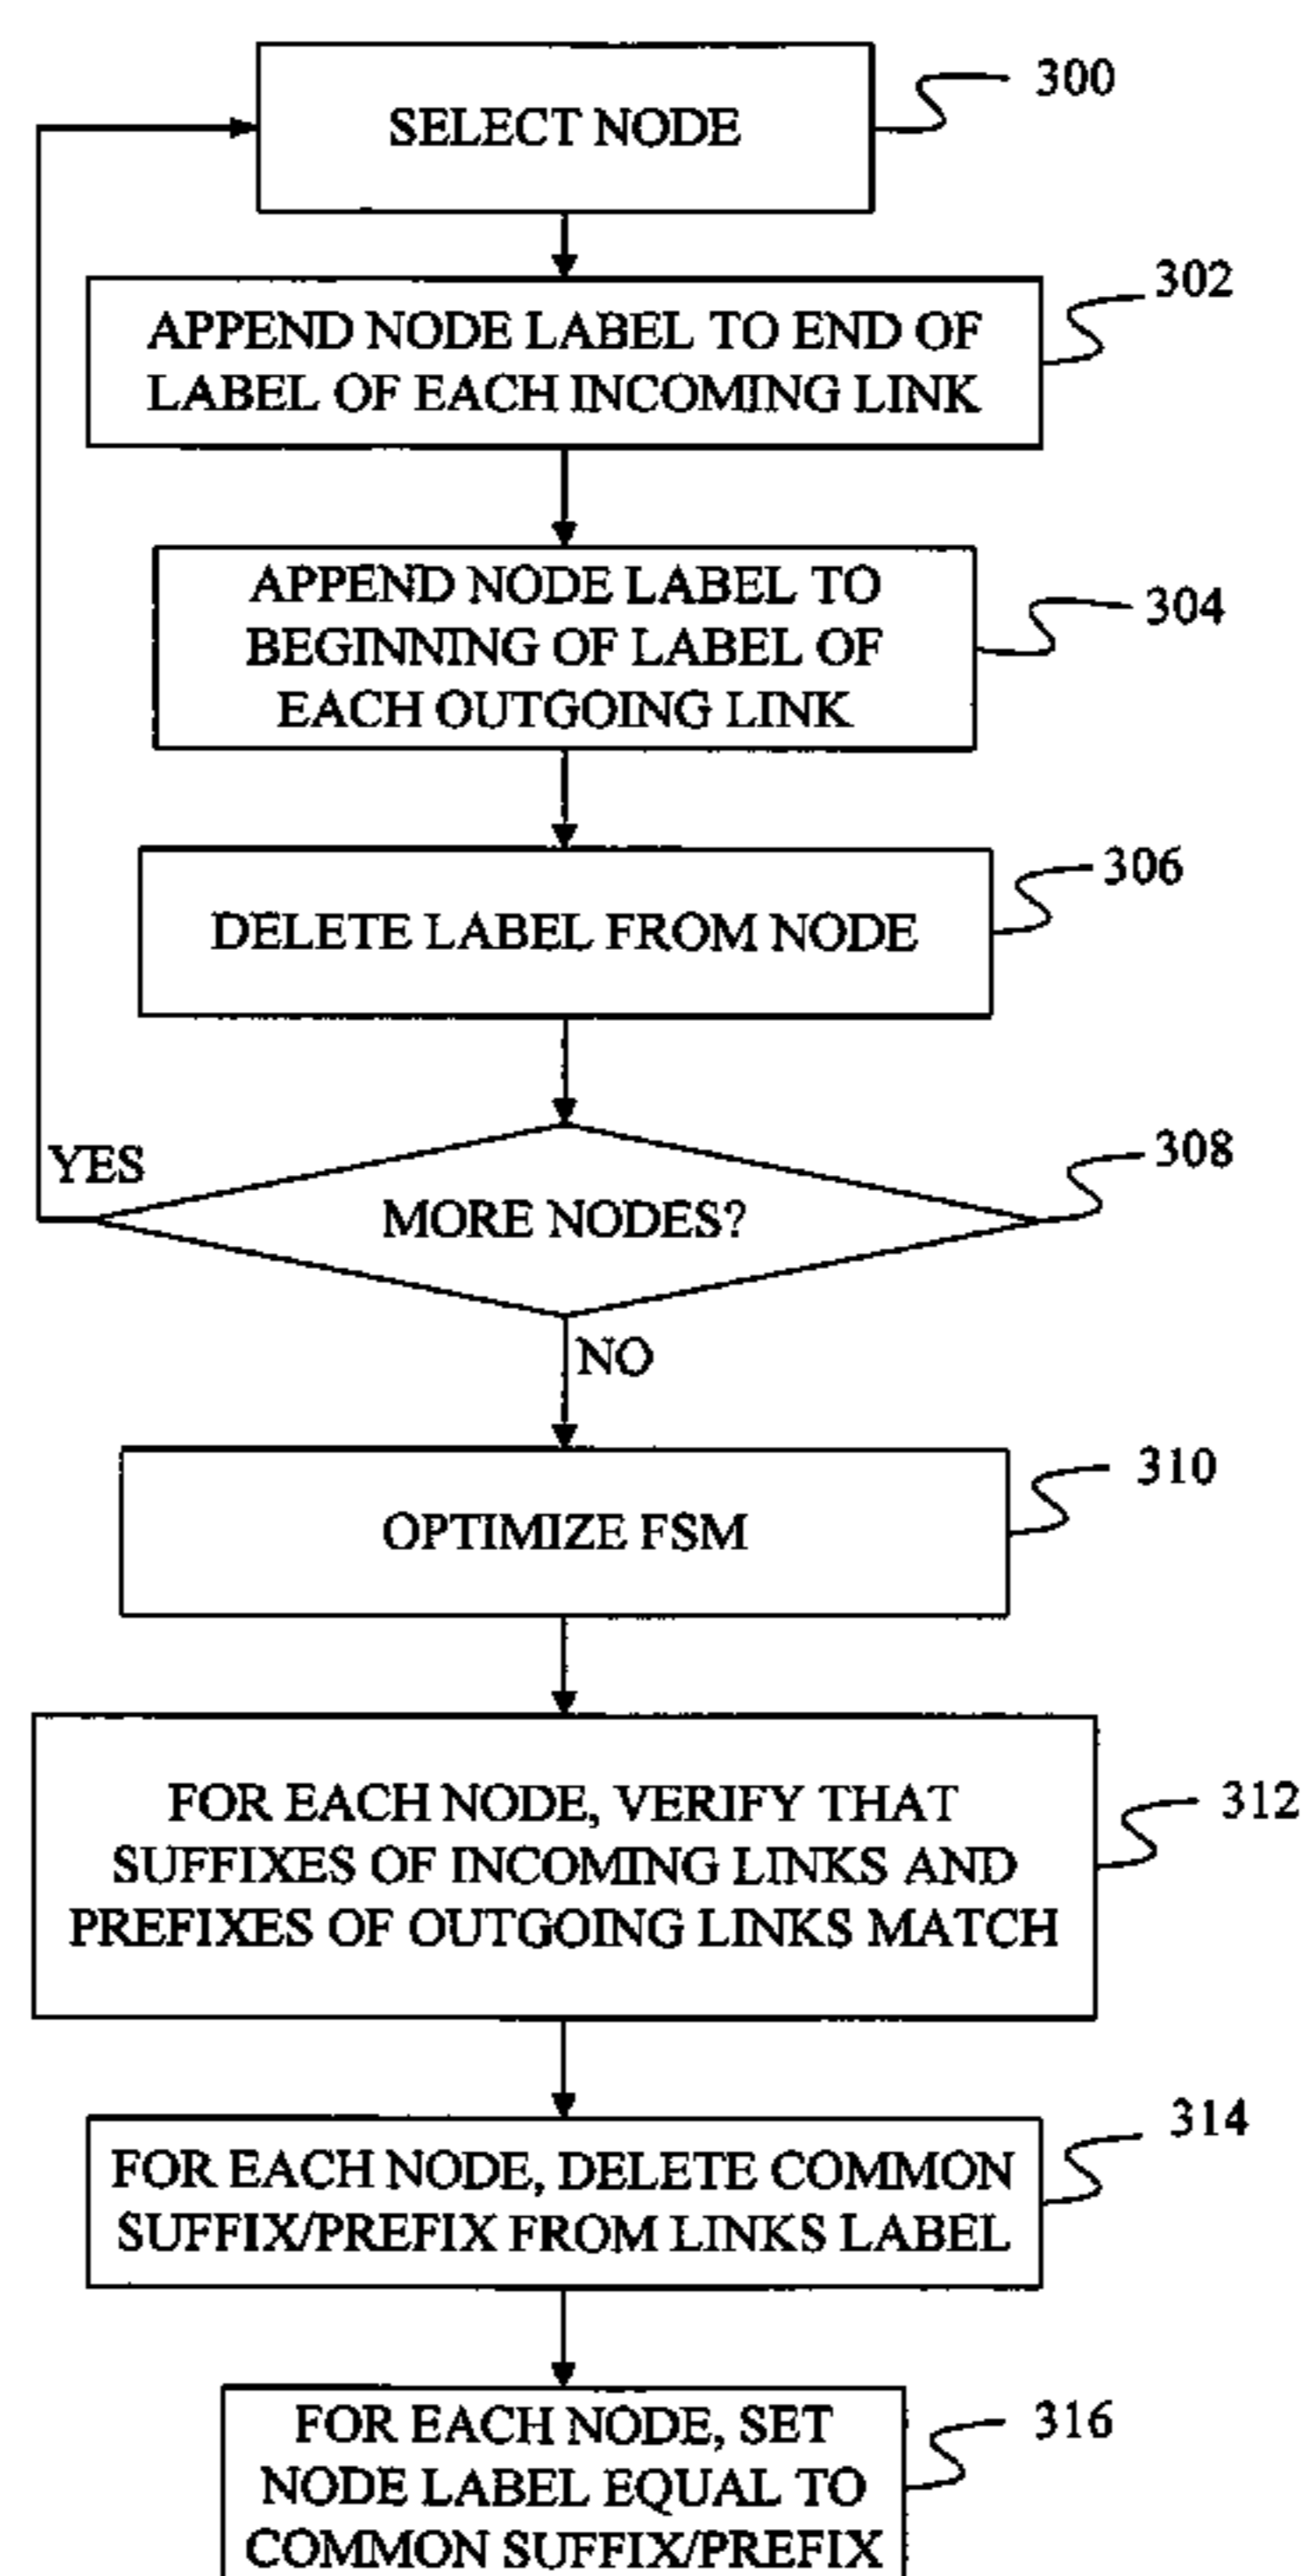 SELECT NODE
300
APPEND NODE LABEL TO END OF
LABEL OF EACH INCOMING LINK
302
APPEND NODE LABEL TO
BEGINNING OF LABEL OF
EACH OUTGOING LINK
304
DELETE LABEL FROM NODE
306
YES
MORE NODES?
308
NO
OPTIMIZE FSM
310
FOR EACH NODE, VERIFY THAT
SUFFIXES OF INCOMING LINKS AND
PREFIXES OF OUTGOING LINKS MATCH
312
FOR EACH NODE, DELETE COMMON
SUFFIX/PREFIX FROM LINKS LABEL
314
FOR EACH NODE, SET
NODE LABEL EQUAL TO
COMMON SUFFIX/PREFIX
316